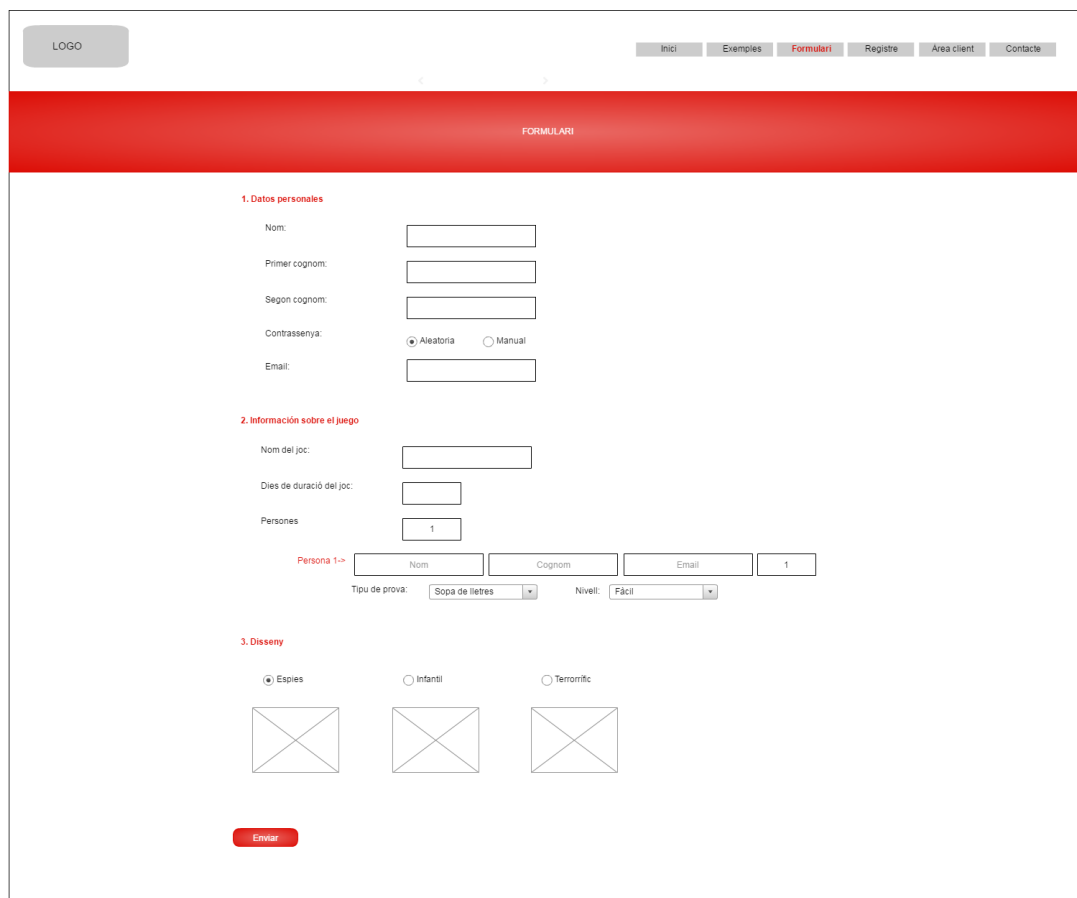 LOGO
Inici Exemples Formulari Registre Àrea client Contacte
< >
FORMULARI
1. Datos personales
Nom:
Primer cognom:
Segon cognom:
Contrassenya: Aleatoria Manual
Email:
2. Información sobre el juego
Nom del joc:
Dies de duració del joc:
Persones 1
Persona 1-> Nom Cognom Email 1
Tipu de prova: Sopa de lletres Nivell: Fácil
3. Disseny
Espies Infantil Terrorrífic
Enviar